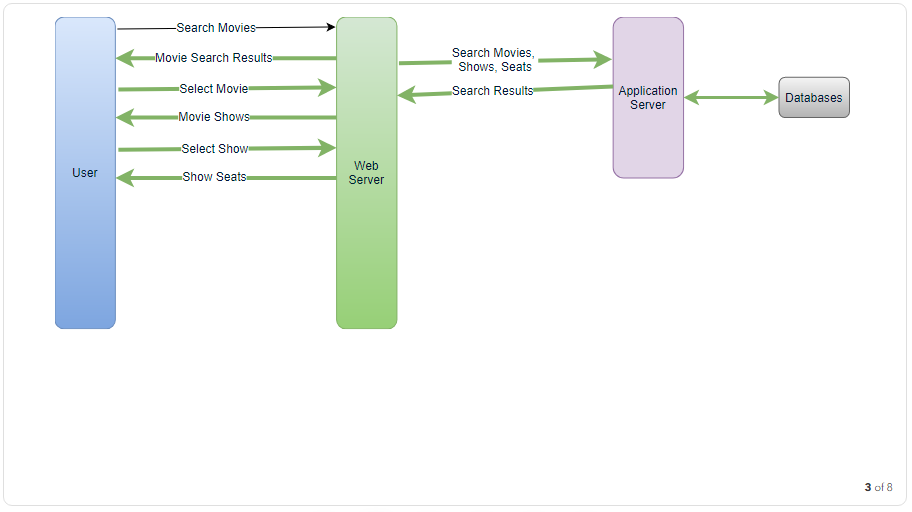 Search Movies
Movie Search Results
Select Movie
Movie Shows
Select Show
Show Seats
User
Web
Server
Search Movies,
Shows, Seats
Search Results
Application
Server
Databases
3 of 8